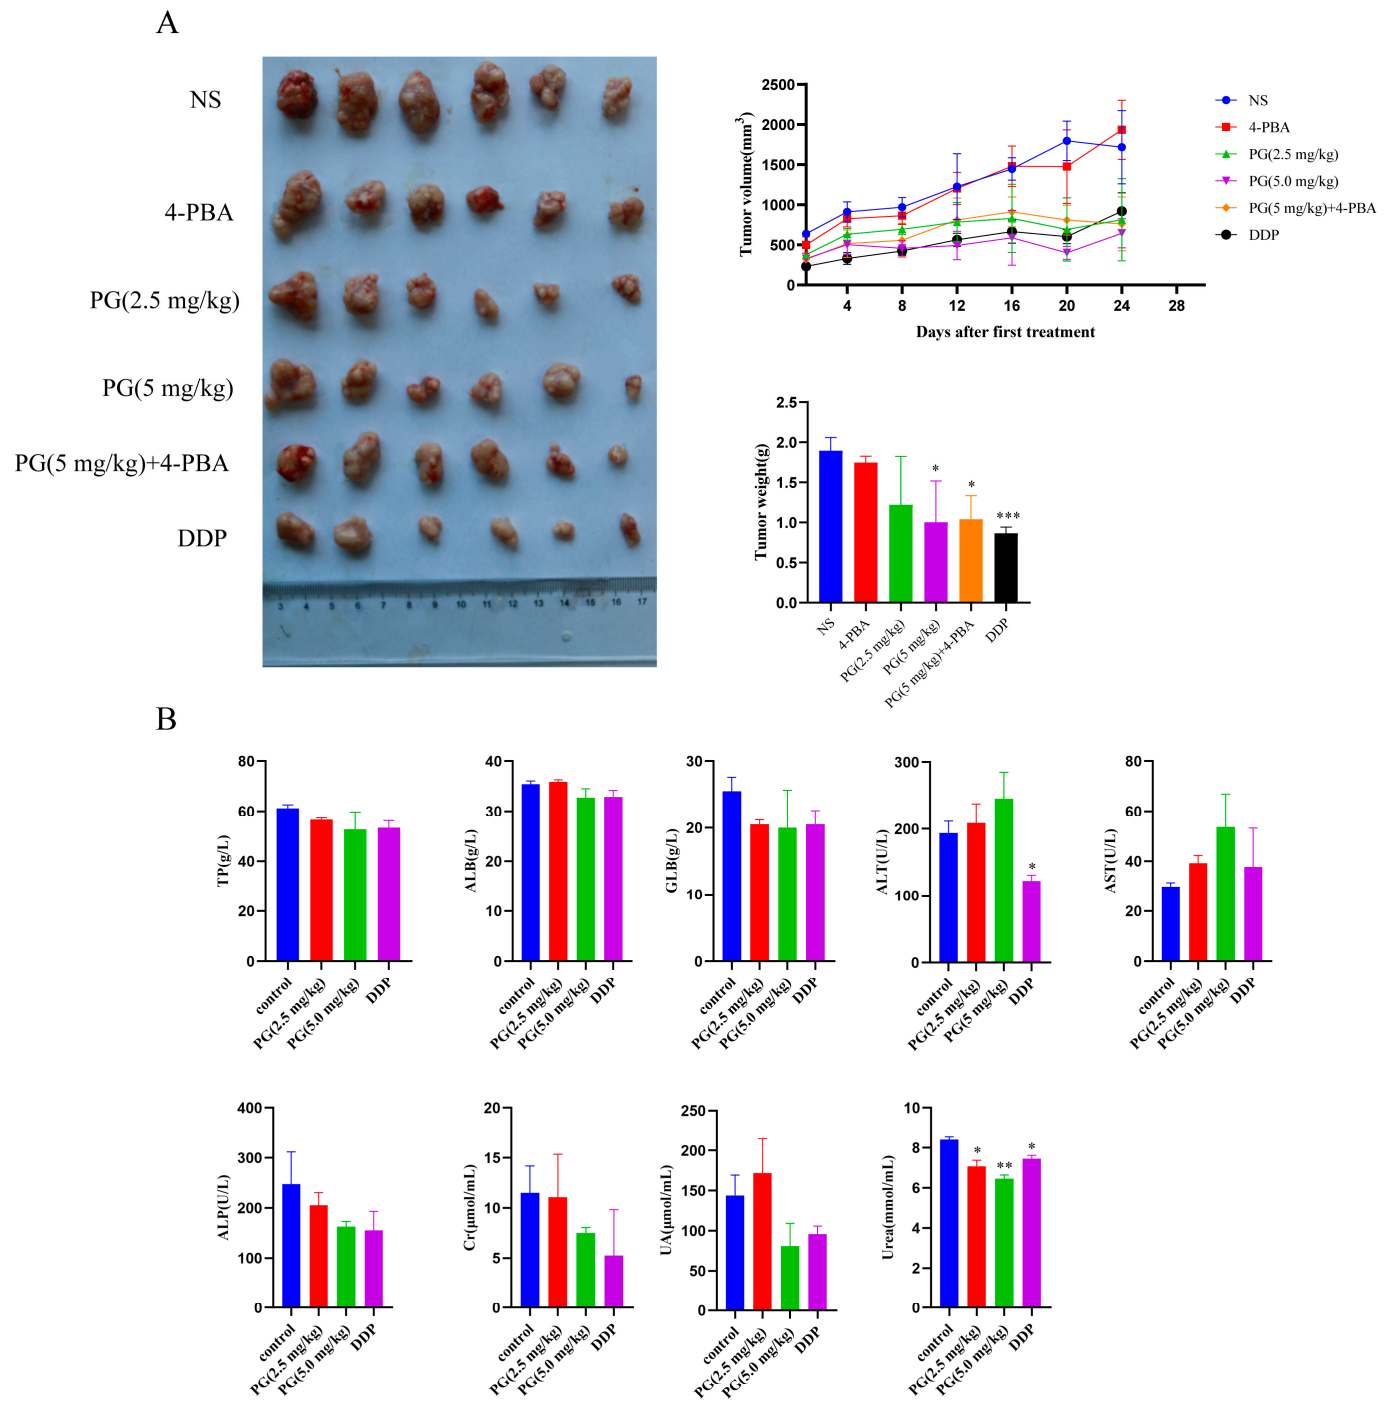 A
NS
4-PBA
PG(2.5 mg/kg)
PG(5 mg/kg)
PG(5 mg/kg)+4-PBA
DDP
3 4 5 6 7 8 9 10 11 12 13 14 15 16 17
Tumor volume(mm3)
2500
2000
1500
1000
500
0
4 8 12 16 20 24 28
Days after first treatment
NS
4-PBA
PG(2.5 mg/kg)
PG(5.0 mg/kg)
PG(5 mg/kg)+4-PBA
DDP
Tumor weight(g)
2.5
2.0
1.5
1.0
0.5
0.0
* * ***
NS
4-PBA
PG(2.5 mg/kg)
PG(5 mg/kg)
PG(5 mg/kg)+4-PBA
DDP
B
TP(g/L)
80
60
40
20
0
control
PG(2.5 mg/kg)
PG(5.0 mg/kg)
DDP
ALB(g/L)
40
30
20
10
0
control
PG(2.5 mg/kg)
PG(5.0 mg/kg)
DDP
GLB(g/L)
30
20
10
0
control
PG(2.5 mg/kg)
PG(5.0 mg/kg)
DDP
ALT(U/L)
300
200
100
0
*
control
PG(2.5 mg/kg)
PG(5 mg/kg)
DDP
AST(U/L)
80
60
40
20
0
control
PG(2.5 mg/kg)
PG(5.0 mg/kg)
DDP
ALP(U/L)
400
300
200
100
0
control
PG(2.5 mg/kg)
PG(5.0 mg/kg)
DDP
Cr(μmol/mL)
20
15
10
5
0
control
PG(2.5 mg/kg)
PG(5.0 mg/kg)
DDP
UA(μmol/mL)
250
200
150
100
50
0
control
PG(2.5 mg/kg)
PG(5.0 mg/kg)
DDP
Urea(mmol/mL)
10
8
6
4
2
0
* ** *
control
PG(2.5 mg/kg)
PG(5.0 mg/kg)
DDP